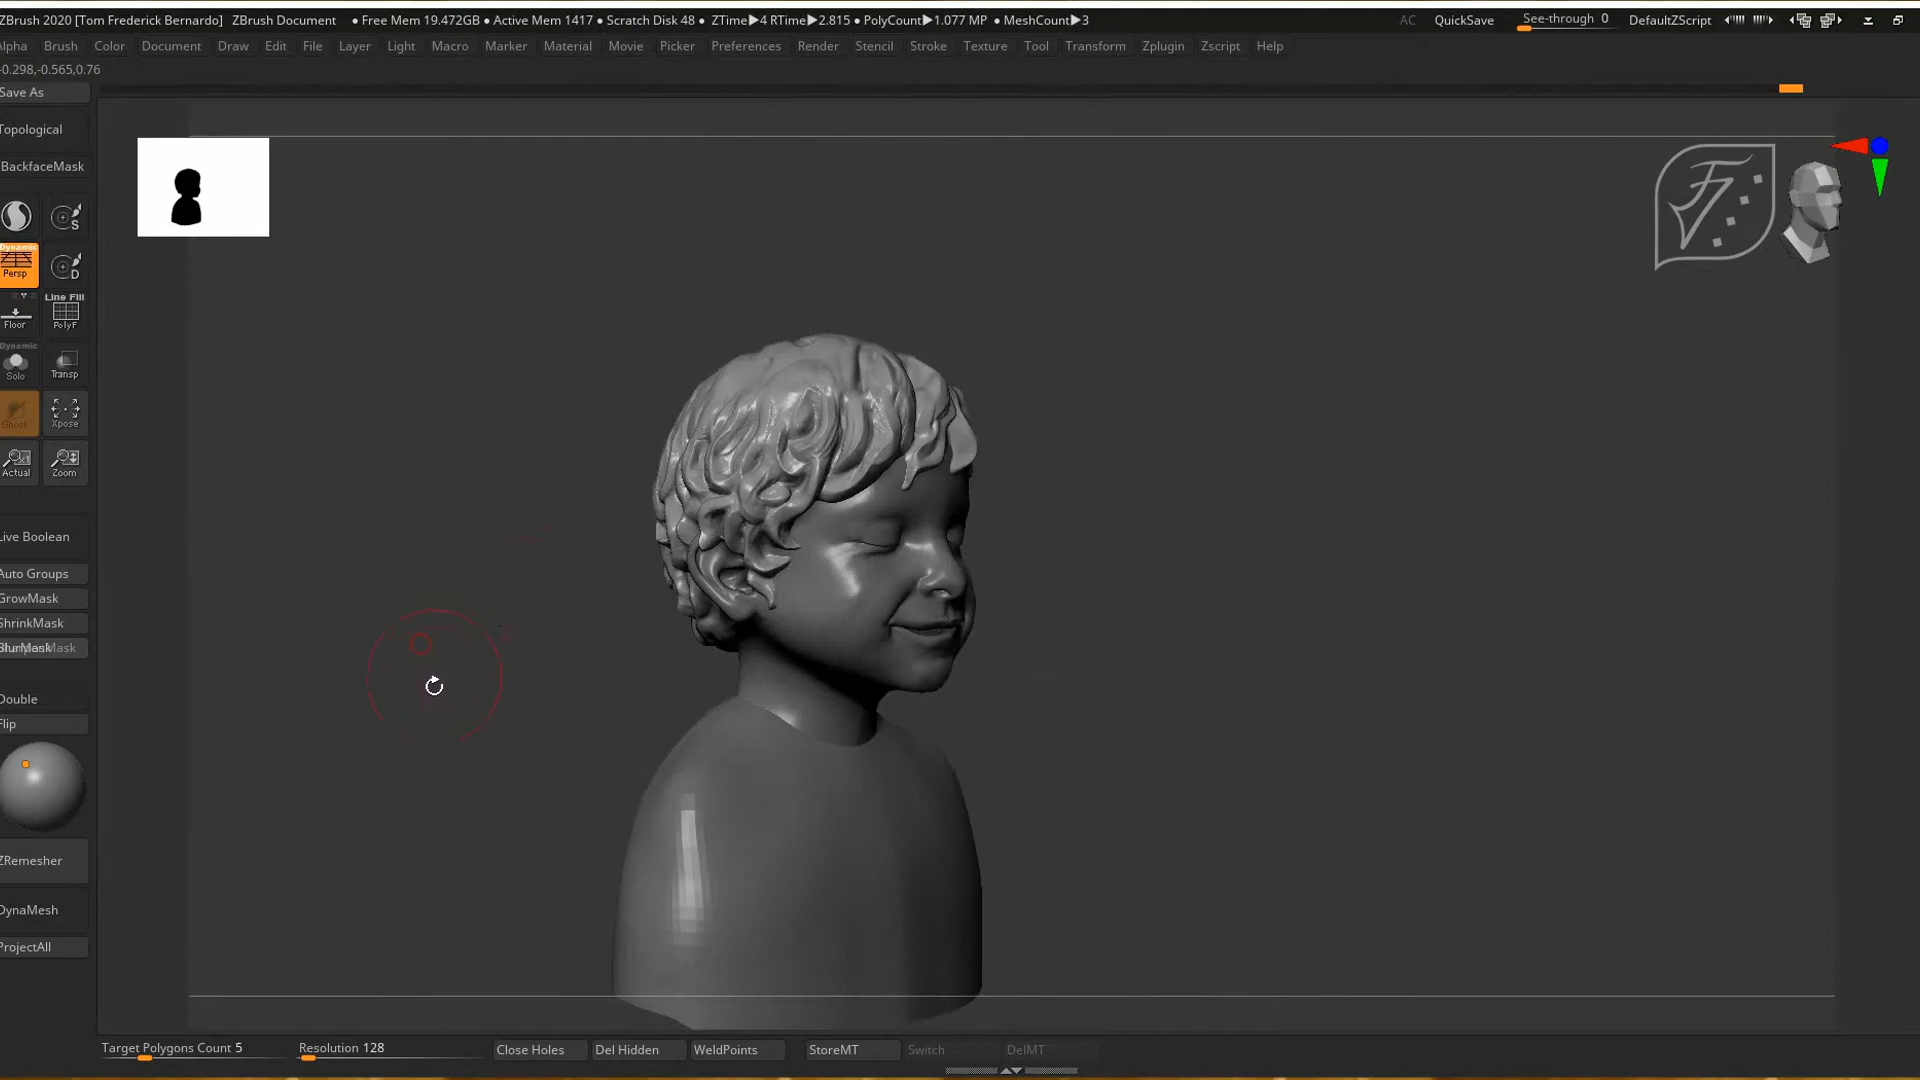 ZBrush 2020 [Tom Frederick Bernardo] ZBrush Document • Free Mem 19.472GB • Active Mem 1417 • Scratch Disk 48 • ZTime▶4 RTime▶2.815 • PolyCount▶1.077 MP • MeshCount▶3 AC QuickSave See-through 0 DefaultZScript
Alpha Brush Color Document Draw Edit File Layer Light Macro Marker Material Movie Picker Preferences Render Stencil Stroke Texture Tool Transform Zplugin Zscript Help
-0.298,-0.565,0.76
Save As
Topological
BackfaceMask
S
Dynamic
Persp
D
Line Fill
Floor
PolyF
Dynamic
Solo
Transp
Ghost
Xpose
Actual
Zoom
Live Boolean
Auto Groups
GrowMask
ShrinkMask
BlurMask
Double
Flip
ZRemesher
DynaMesh
ProjectAll
Target Polygons Count 5 Resolution 128 Close Holes Del Hidden WeldPoints StoreMT Switch DelMT